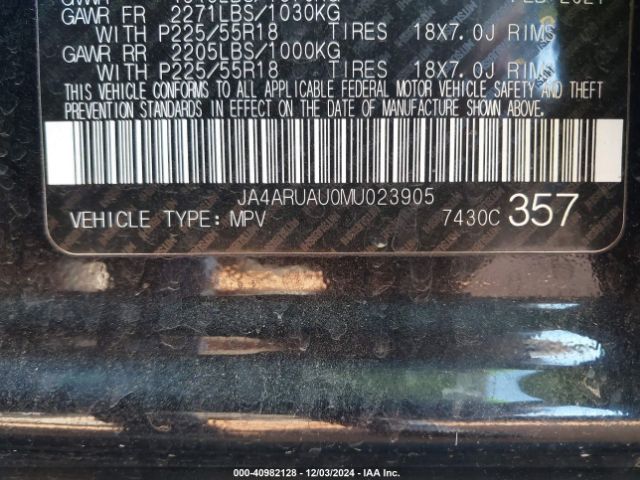 GAWR FR 2271LBS/1030KG
WITH P225/55R18 TIRES 18X7.0J RIMS
GAWR RR 2205LBS/1000KG
WITH P225/55R18 TIRES 18X7.0J RIMS
THIS VEHICLE CONFORMS TO ALL APPLICABLE FEDERAL MOTOR VEHICLE SAFETY AND THEFT
PREVENTION STANDARDS IN EFFECT ON THE DATE OF MANUFACTURE SHOWN ABOVE.
JA4ARUAU0MU023905
VEHICLE TYPE: MPV 7430C 357
000-40982128 - 12/03/2024 - IAA Inc.